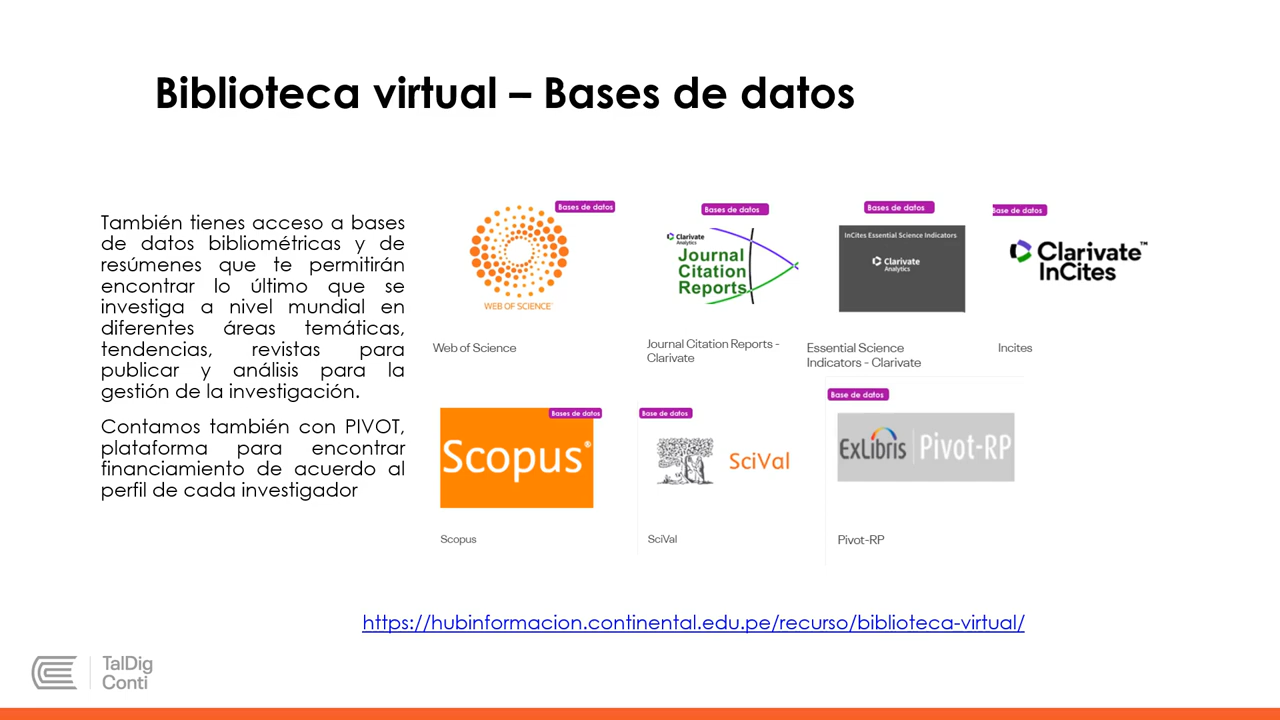 Biblioteca virtual – Bases de datos
También tienes acceso a bases
de datos bibliométricas y de
resúmenes que te permitirán
encontrar lo último que se
investiga a nivel mundial en
diferentes áreas temáticas,
tendencias, revistas para
publicar y análisis para la
gestión de la investigación.
Contamos también con PIVOT,
plataforma para encontrar
financiamiento de acuerdo al
perfil de cada investigador
Bases de datos
WEB OF SCIENCE
Web of Science
Bases de datos
Clarivate
Analytics
Journal
Citation
Reports
Journal Citation Reports -
Clarivate
Bases de datos
InCites Essential Science Indicators
Clarivate
Analytics
Essential Science
Indicators - Clarivate
Base de datos
Clarivate™
InCites
Incites
Bases de datos
Scopus®
Scopus
Base de datos
SciVal
SciVal
Base de datos
ExLibris Pivot-RP
Pivot-RP
https://hubinformacion.continental.edu.pe/recurso/biblioteca-virtual/
TalDig
Conti